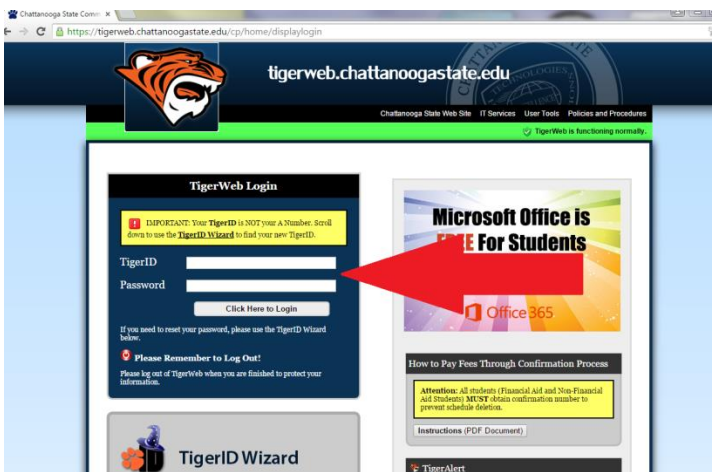 Chattanooga State Comm
https://tigerweb.chattanoogastate.edu/cp/home/displaylogin
tigerweb.chattanoogastate.edu
Chattanooga State Web Site IT Services User Tools Policies and Procedures
TigerWeb is functioning normally.
TigerWeb Login
IMPORTANT: Your TigerID is NOT your A Number. Scroll
down to use the TigerID Wizard to find your new TigerID.
TigerID
Password
Click Here to Login
If you need to reset your password, please use the TigerID Wizard
below.
Please Remember to Log Out!
Please log out of TigerWeb when you are finished to protect your
information.
TigerID Wizard
Microsoft Office is
For Students
Office 365
How to Pay Fees Through Confirmation Process
Attention: All students (Financial Aid and Non-Financial
Aid Students) MUST obtain confirmation number to
prevent schedule deletion.
Instructions (PDF Document)
TigerAlert